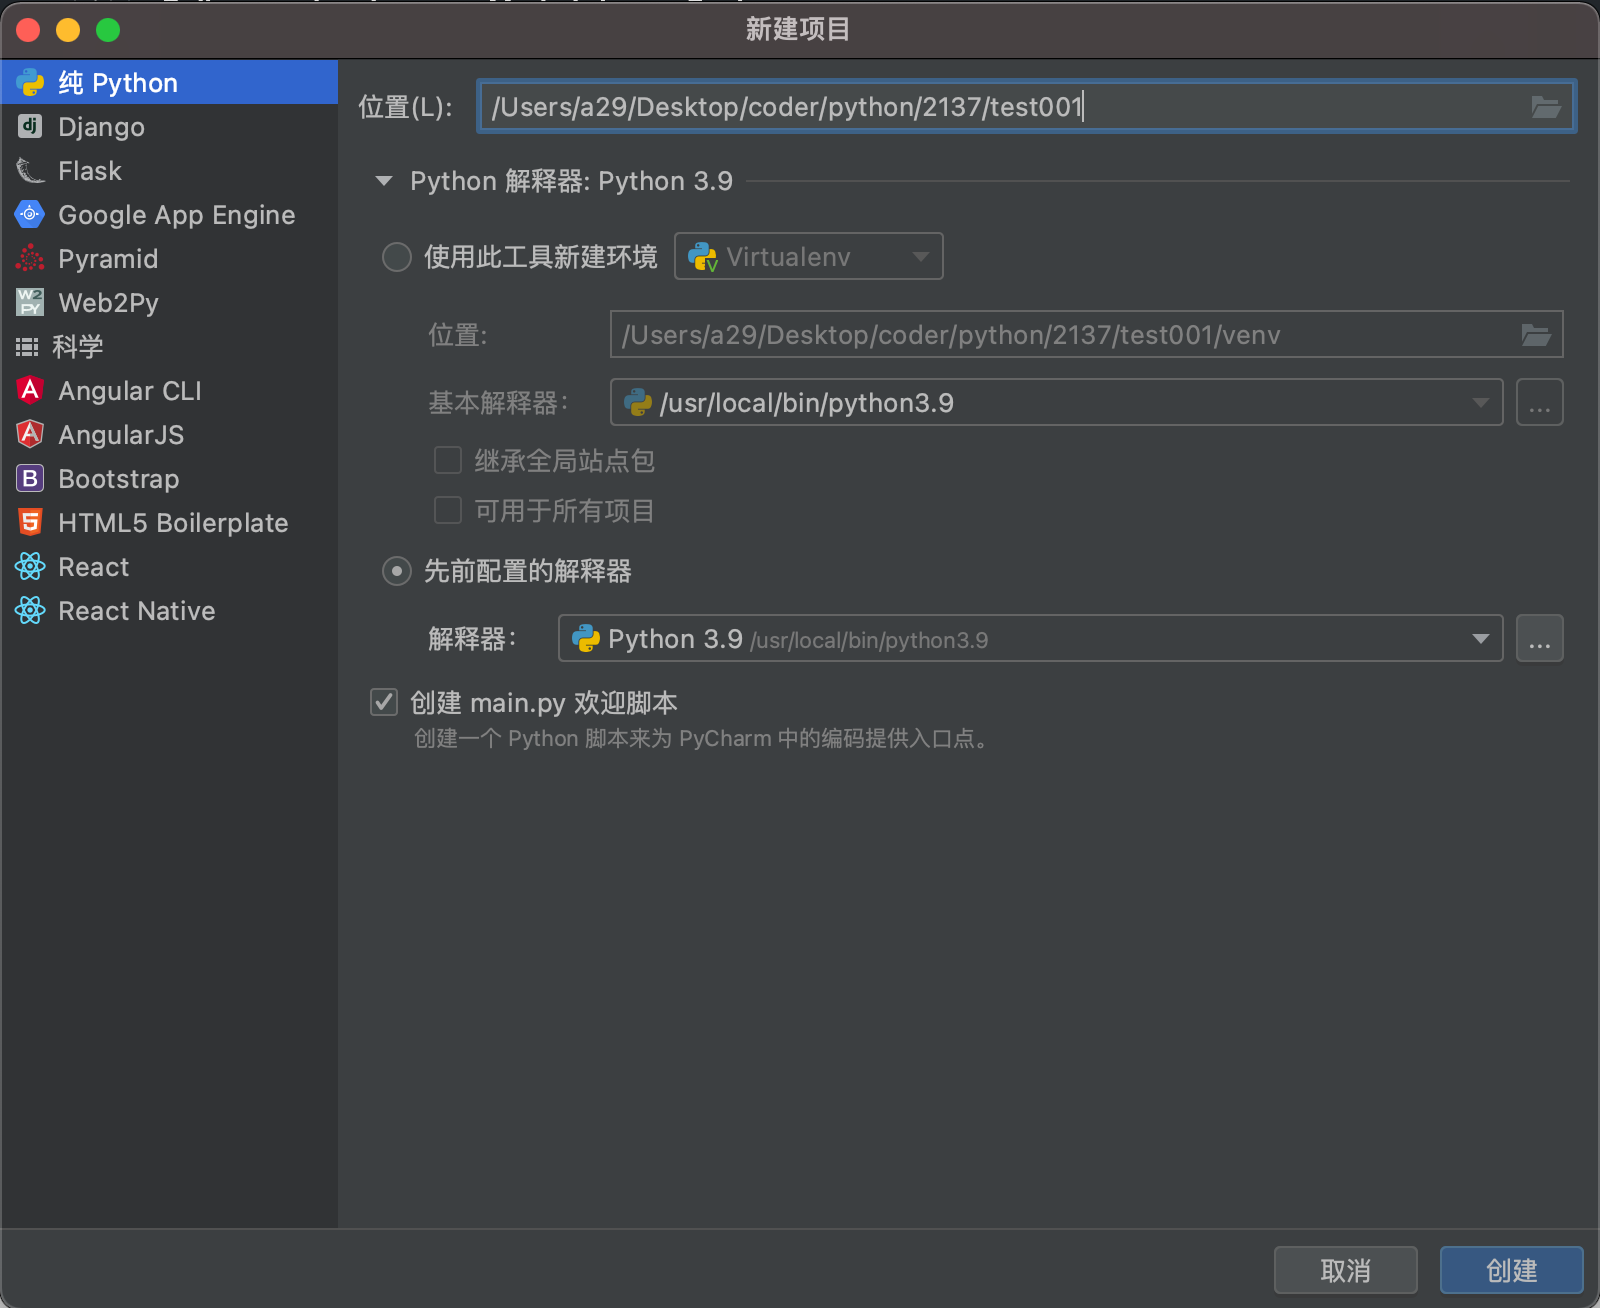 新建项目
纯 Python
Django
Flask
Google App Engine
Pyramid
Web2Py
科学
Angular CLI
AngularJS
Bootstrap
HTML5 Boilerplate
React
React Native
位置(L): /Users/a29/Desktop/coder/python/2137/test001
Python 解释器: Python 3.9
使用此工具新建环境 Virtualenv
位置: /Users/a29/Desktop/coder/python/2137/test001/venv
基本解释器: /usr/local/bin/python3.9 ...
继承全局站点包
可用于所有项目
先前配置的解释器
解释器: Python 3.9 /usr/local/bin/python3.9 ...
创建 main.py 欢迎脚本
创建一个 Python 脚本来为 PyCharm 中的编码提供入口点。
取消 创建